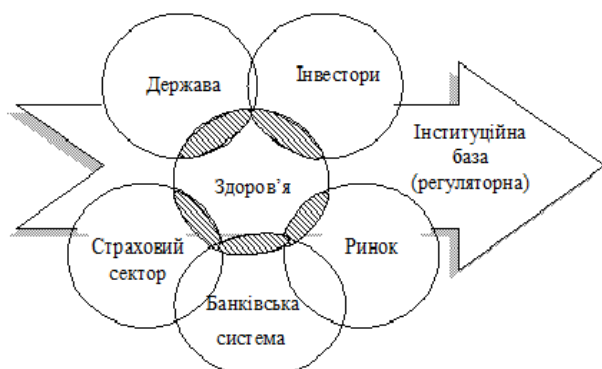 Держава
Інвестори
Інституційна
база
(регуляторна)
Здоров’я
Страховий
сектор
Ринок
Банківська
система